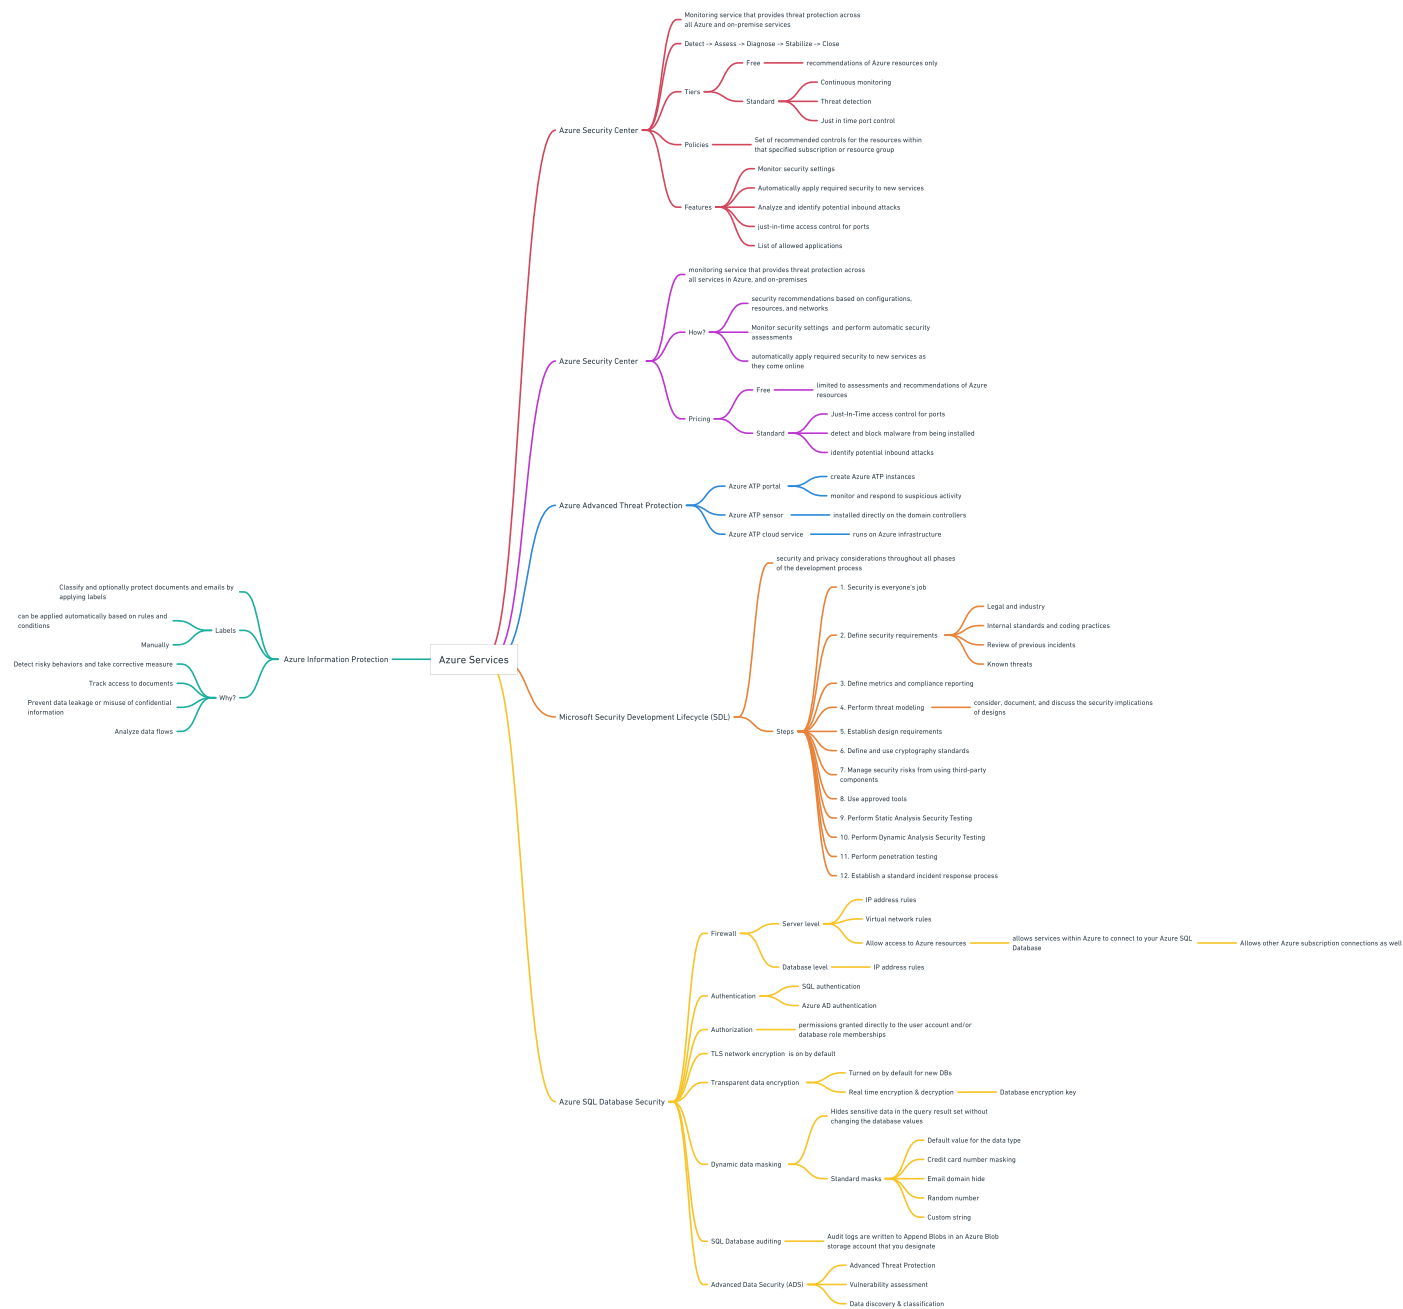 Azure Services
Azure Security Center
Monitoring service that provides threat protection across
all Azure and on-premise services
Detect -> Assess -> Diagnose -> Stabilize -> Close
Tiers
Free
recommendations of Azure resources only
Standard
Continuous monitoring
Threat detection
Just in time port control
Policies
Set of recommended controls for the resources within
that specified subscription or resource group
Features
Monitor security settings
Automatically apply required security to new services
Analyze and identify potential inbound attacks
just-in-time access control for ports
List of allowed applications
Azure Security Center
monitoring service that provides threat protection across
all services in Azure, and on-premises
How?
security recommendations based on configurations,
resources, and networks
Monitor security settings and perform automatic security
assessments
automatically apply required security to new services as
they come online
Pricing
Free
limited to assessments and recommendations of Azure
resources
Standard
Just-In-Time access control for ports
detect and block malware from being installed
identify potential inbound attacks
Azure Advanced Threat Protection
Azure ATP portal
create Azure ATP instances
monitor and respond to suspicious activity
Azure ATP sensor
installed directly on the domain controllers
Azure ATP cloud service
runs on Azure infrastructure
Microsoft Security Development Lifecycle (SDL)
security and privacy considerations throughout all phases
of the development process
Steps
1. Security is everyone's job
2. Define security requirements
Legal and industry
Internal standards and coding practices
Review of previous incidents
Known threats
3. Define metrics and compliance reporting
4. Perform threat modeling
consider, document, and discuss the security implications
of designs
5. Establish design requirements
6. Define and use cryptography standards
7. Manage security risks from using third-party
components
8. Use approved tools
9. Perform Static Analysis Security Testing
10. Perform Dynamic Analysis Security Testing
11. Perform penetration testing
12. Establish a standard incident response process
Azure SQL Database Security
Firewall
Server level
IP address rules
Virtual network rules
Allow access to Azure resources
allows services within Azure to connect to your Azure SQL
Database
Allows other Azure subscription connections as well
Database level
IP address rules
Authentication
SQL authentication
Azure AD authentication
Authorization
permissions granted directly to the user account and/or
database role memberships
TLS network encryption is on by default
Transparent data encryption
Turned on by default for new DBs
Real time encryption & decryption
Database encryption key
Dynamic data masking
Hides sensitive data in the query result set without
changing the database values
Standard masks
Default value for the data type
Credit card number masking
Email domain hide
Random number
Custom string
SQL Database auditing
Audit logs are written to Append Blobs in an Azure Blob
storage account that you designate
Advanced Data Security (ADS)
Advanced Threat Protection
Vulnerability assessment
Data discovery & classification
Azure Information Protection
Classify and optionally protect documents and emails by
applying labels
Labels
can be applied automatically based on rules and
conditions
Manually
Why?
Detect risky behaviors and take corrective measure
Track access to documents
Prevent data leakage or misuse of confidential
information
Analyze data flows